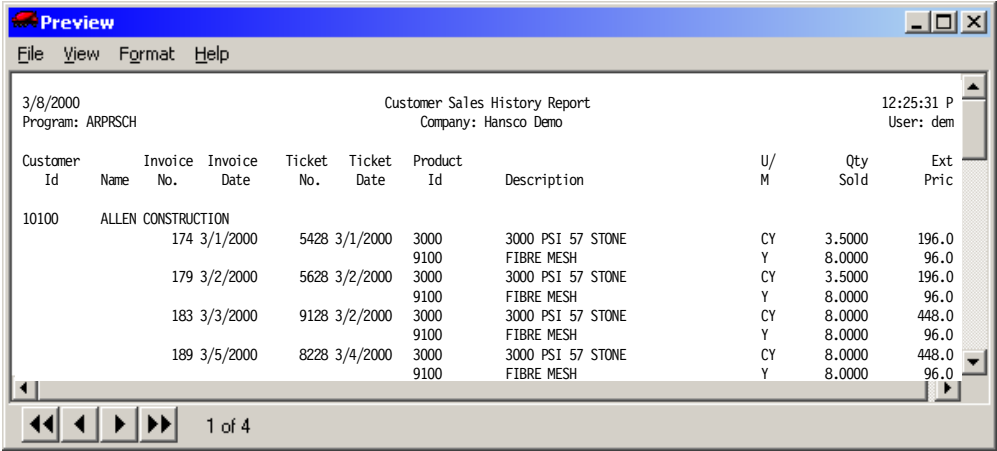 Preview
File View Format Help
3/8/2000 Customer Sales History Report 12:25:31 P
Program: ARPRSCH Company: Hansco Demo User: dem
Customer Invoice Invoice Ticket Ticket Product U/ Qty Ext
Id Name No. Date No. Date Id Description M Sold Pric
10100 ALLEN CONSTRUCTION
174 3/1/2000 5428 3/1/2000 3000 3000 PSI 57 STONE CY 3.5000 196.0
9100 FIBRE MESH Y 8.0000 96.0
179 3/2/2000 5628 3/2/2000 3000 3000 PSI 57 STONE CY 3.5000 196.0
9100 FIBRE MESH Y 8.0000 96.0
183 3/3/2000 9128 3/2/2000 3000 3000 PSI 57 STONE CY 8.0000 448.0
9100 FIBRE MESH Y 8.0000 96.0
189 3/5/2000 8228 3/4/2000 3000 3000 PSI 57 STONE CY 8.0000 448.0
9100 FIBRE MESH Y 8.0000 96.0
1 of 4